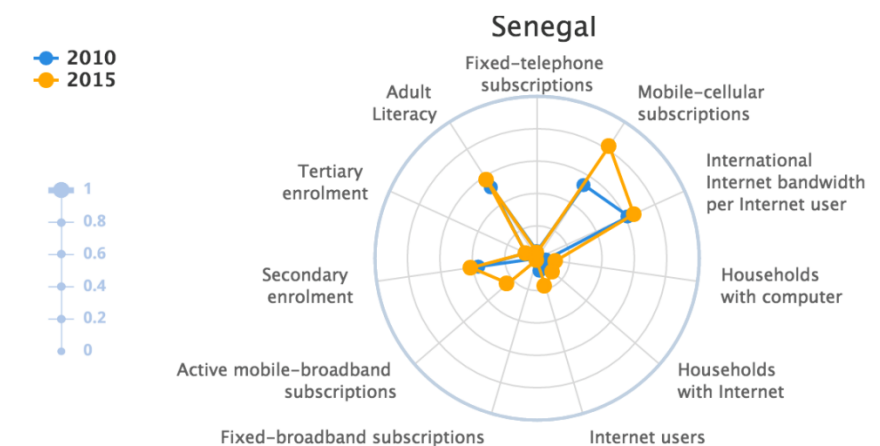 Senegal
2010
2015
Fixed-telephone
subscriptions
Mobile-cellular
subscriptions
International
Internet bandwidth
per Internet user
Households
with computer
Households
with Internet
Internet users
Fixed-broadband subscriptions
Active mobile-broadband
subscriptions
Secondary
enrolment
Tertiary
enrolment
Adult
Literacy
1
0.8
0.6
0.4
0.2
0